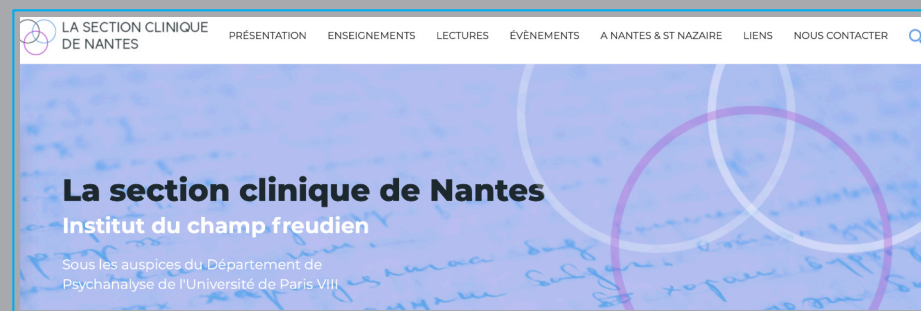 LA SECTION CLINIQUE
DE NANTES
PRÉSENTATION ENSEIGNEMENTS LECTURES ÉVÈNEMENTS A NANTES & ST NAZAIRE LIENS NOUS CONTACTER
La section clinique de Nantes
Institut du champ freudien
Sous les auspices du Département de
Psychanalyse de l'Université de Paris VIII